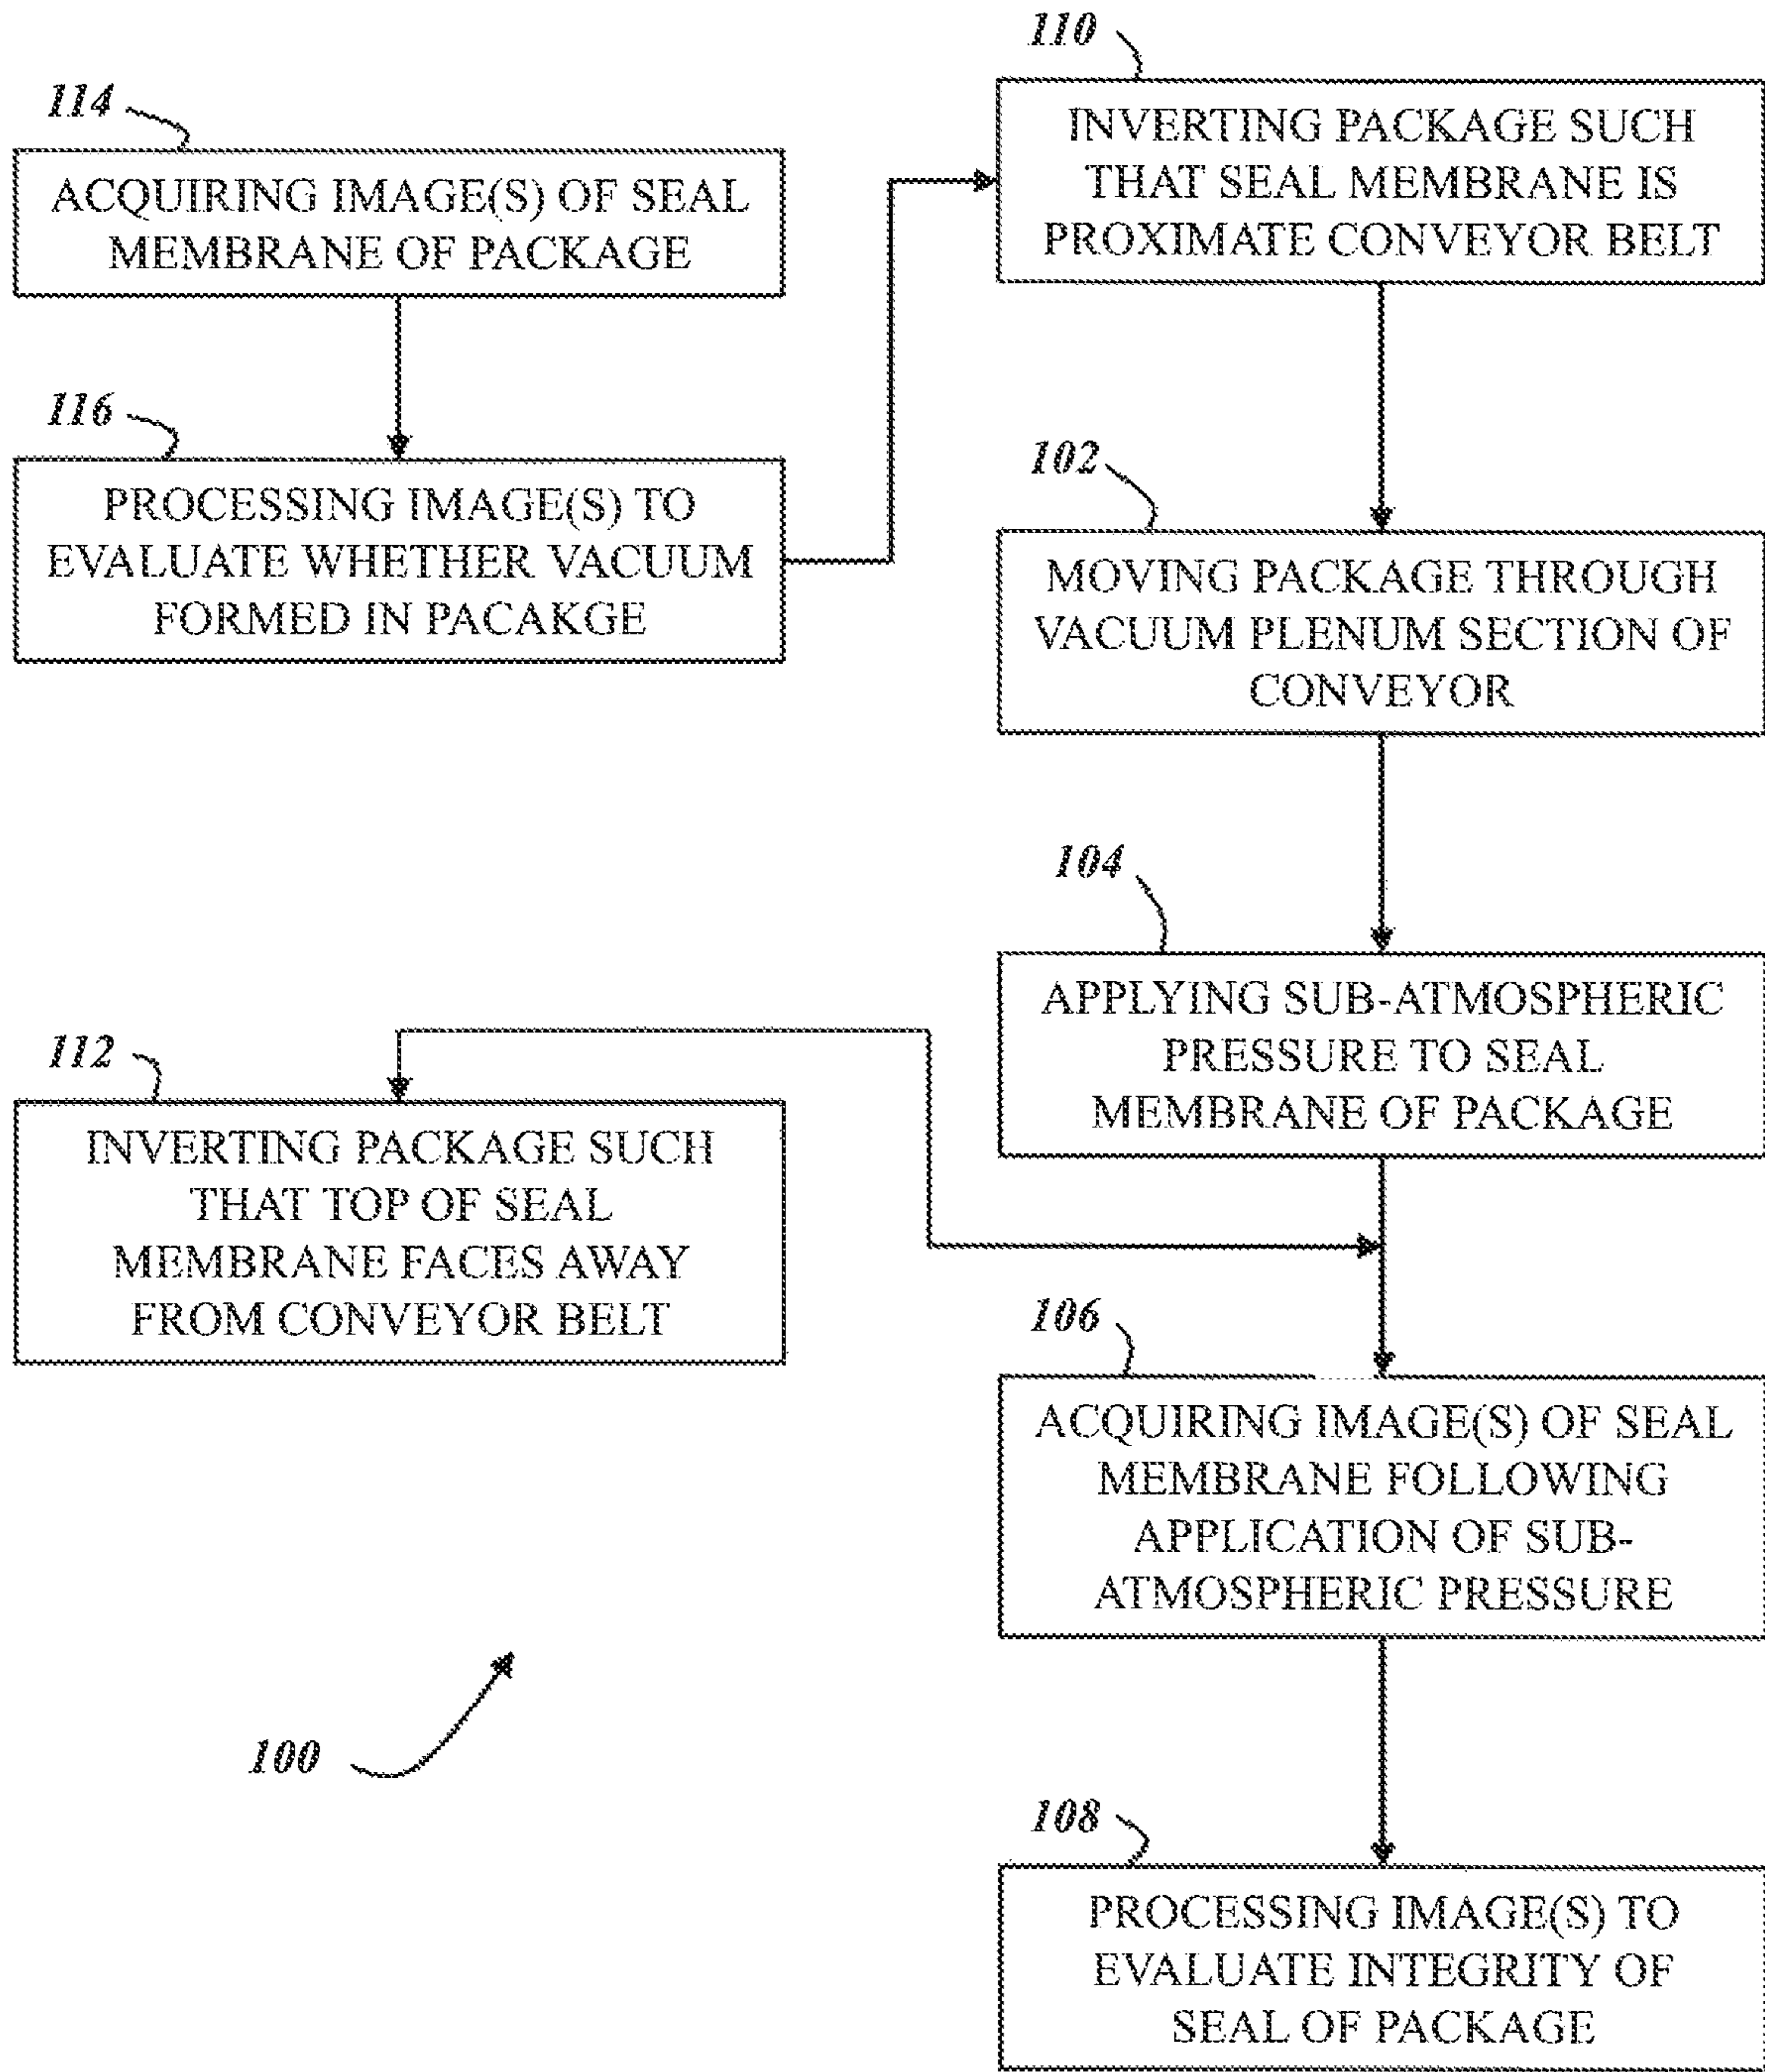 114
ACQUIRING IMAGE(S) OF SEAL
MEMBRANE OF PACKAGE
116
PROCESSING IMAGE(S) TO
EVALUATE WHETHER VACUUM
FORMED IN PACAKGE
110
INVERTING PACKAGE SUCH
THAT SEAL MEMBRANE IS
PROXIMATE CONVEYOR BELT
102
MOVING PACKAGE THROUGH
VACUUM PLENUM SECTION OF
CONVEYOR
104
APPLYING SUB-ATMOSPHERIC
PRESSURE TO SEAL
MEMBRANE OF PACKAGE
112
INVERTING PACKAGE SUCH
THAT TOP OF SEAL
MEMBRANE FACES AWAY
FROM CONVEYOR BELT
106
ACQUIRING IMAGE(S) OF SEAL
MEMBRANE FOLLOWING
APPLICATION OF SUB-
ATMOSPHERIC PRESSURE
100
108
PROCESSING IMAGE(S) TO
EVALUATE INTEGRITY OF
SEAL OF PACKAGE